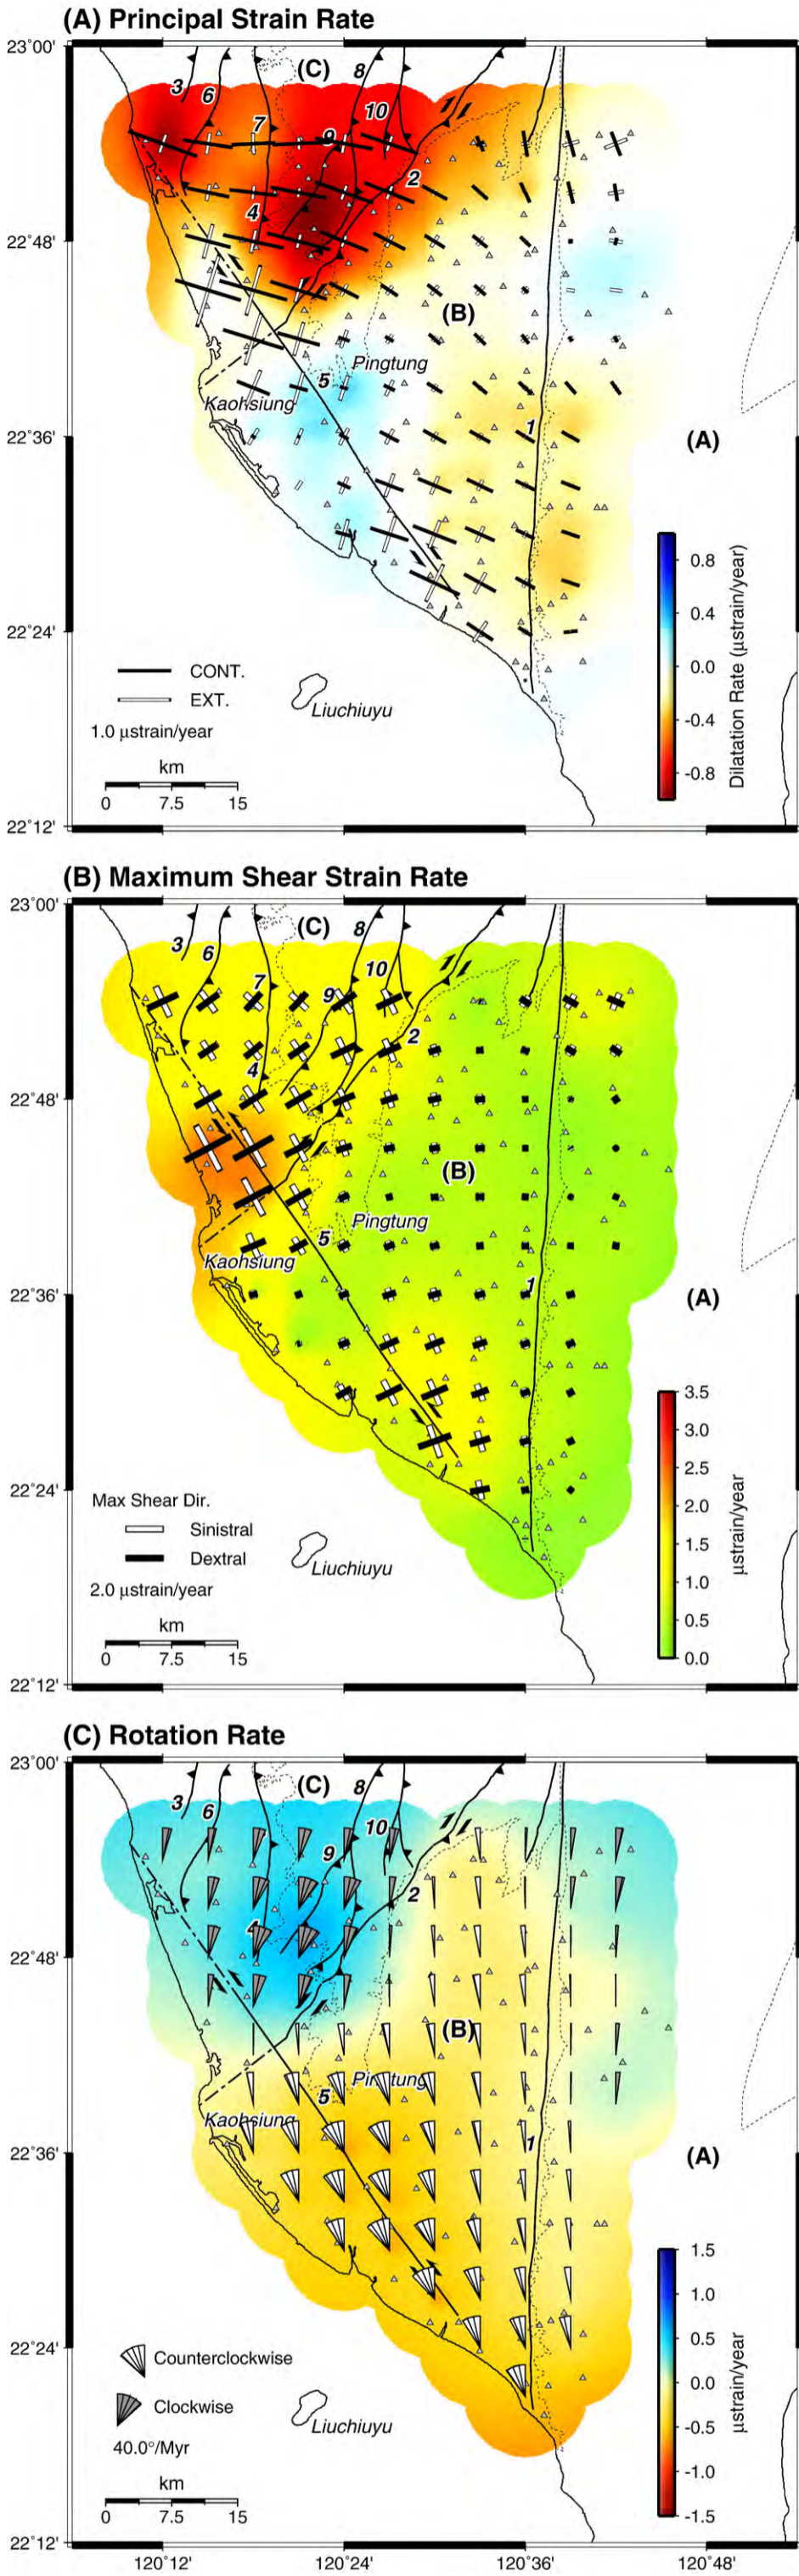 (A) Principal Strain Rate
23°00'
(C)
3
6
7
8
9
10
2
4
22°48'
(B)
Pingtung
5
Kaohsiung
22°36'
1
(A)
22°24'
CONT.
EXT.
1.0 µstrain/year
Liuchiuyu
km
0 7.5 15
0.8
0.4
0.0
-0.4
-0.8
Dilatation Rate (µstrain/year)
22°12'
(B) Maximum Shear Strain Rate
23°00'
(C)
3
6
7
8
9
10
2
4
22°48'
(B)
Pingtung
5
Kaohsiung
22°36'
1
(A)
22°24'
Max Shear Dir.
Sinistral
Dextral
2.0 µstrain/year
Liuchiuyu
km
0 7.5 15
3.5
3.0
2.5
2.0
1.5
1.0
0.5
0.0
µstrain/year
22°12'
(C) Rotation Rate
23°00'
(C)
3
6
8
9
10
2
4
22°48'
(B)
Pingtung
5
Kaohsiung
22°36'
1
(A)
22°24'
Counterclockwise
Clockwise
40.0°/Myr
Liuchiuyu
km
0 7.5 15
1.5
1.0
0.5
0.0
-0.5
-1.0
-1.5
µstrain/year
22°12'
120°12' 120°24' 120°36' 120°48'